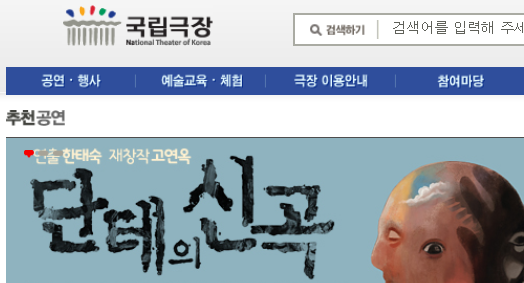 국립극장
National Theater of Korea
검색하기
검색어를 입력해 주세
공연·행사
예술교육·체험
극장 이용안내
참여마당
추천공연
연출 한태숙 재창작 고연옥
단테의 신곡